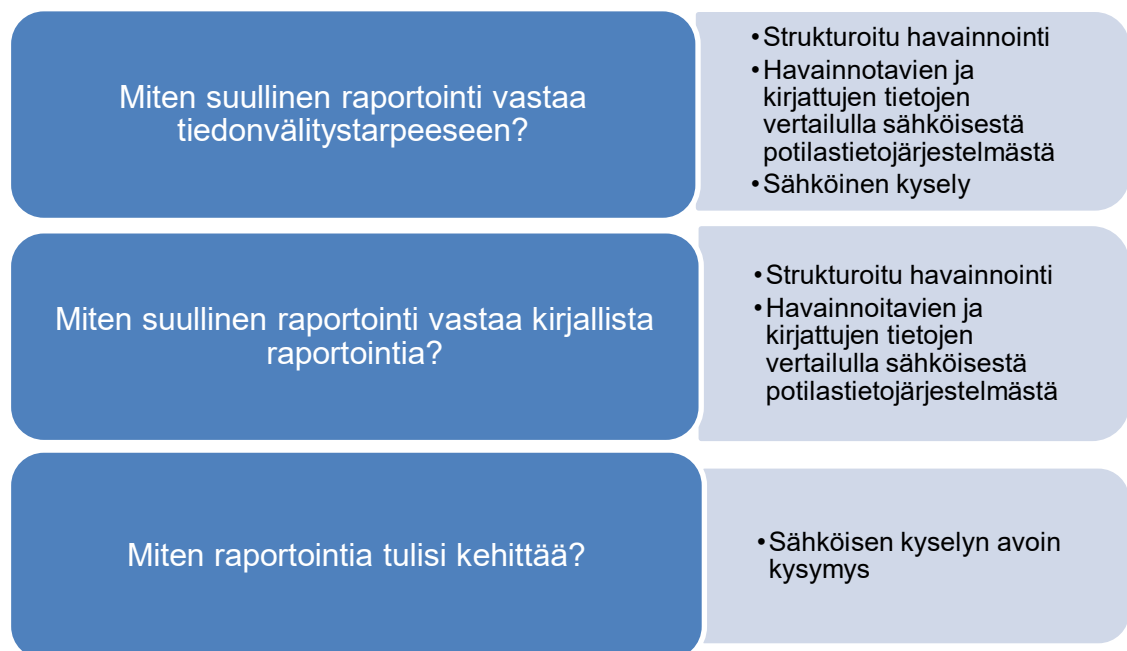 Miten suullinen raportointi vastaa
tiedonvälitystarpeeseen?
•Strukturoitu havainnointi
•Havainnotavien ja
kirjattujen tietojen
vertailulla sähköisestä
potilastietojärjestelmästä
•Sähköinen kysely
Miten suullinen raportointi vastaa kirjallista
raportointia?
•Strukturoitu havainnointi
•Havainnoitavien ja
kirjattujen tietojen
vertailulla sähköisestä
potilastietojärjestelmästä
Miten raportointia tulisi kehittää?
•Sähköisen kyselyn avoin
kysymys